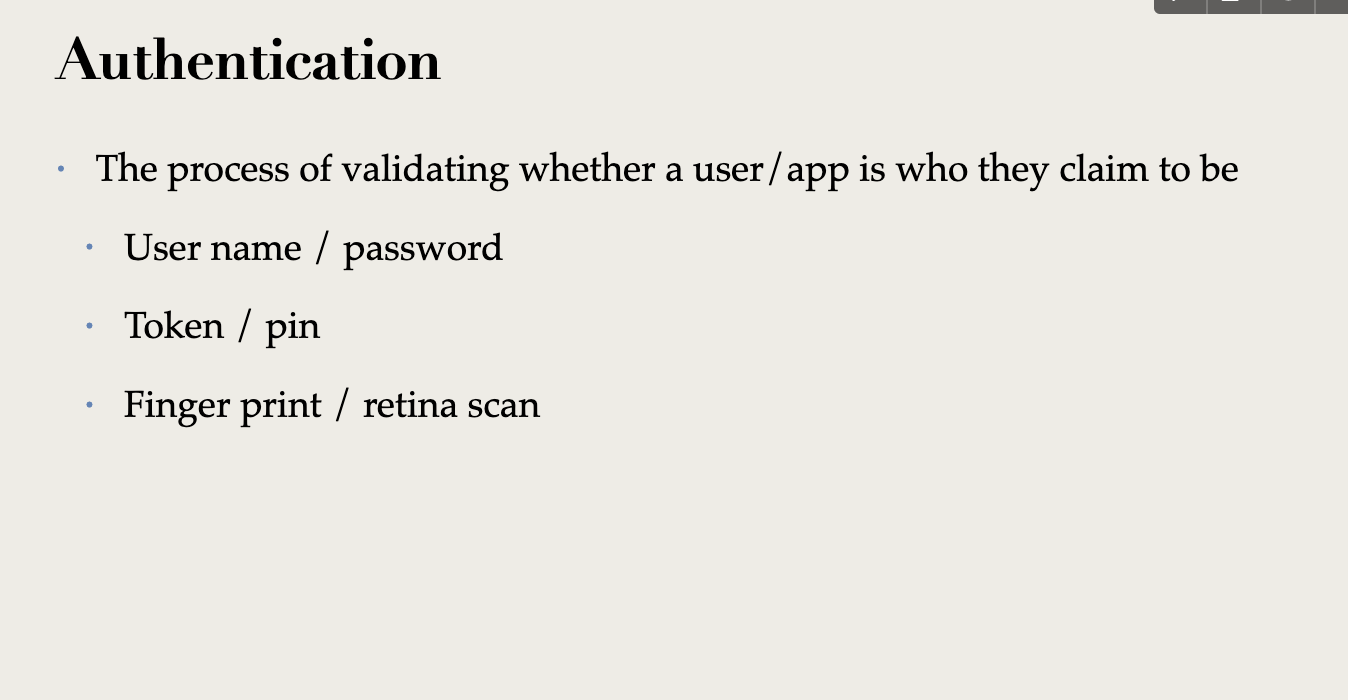 Authentication
• The process of validating whether a user/app is who they claim to be
• User name / password
• Token / pin
• Finger print / retina scan